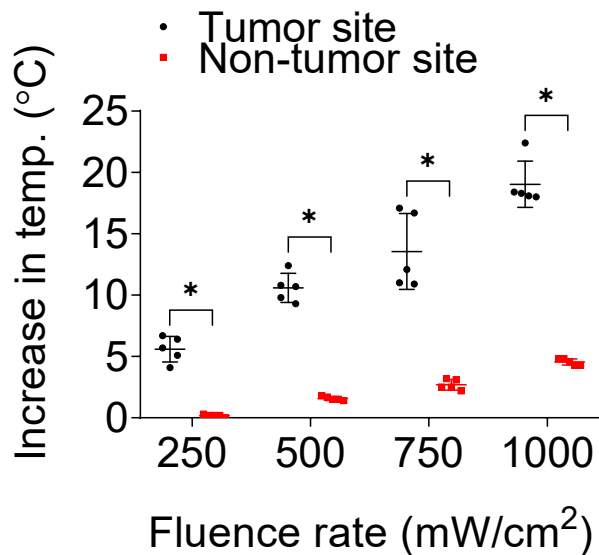 Tumor site
Non-tumor site
Increase in temp. (°C)
25
20
15
10
5
0
*
*
*
*
250 500 750 1000
Fluence rate (mW/cm²)